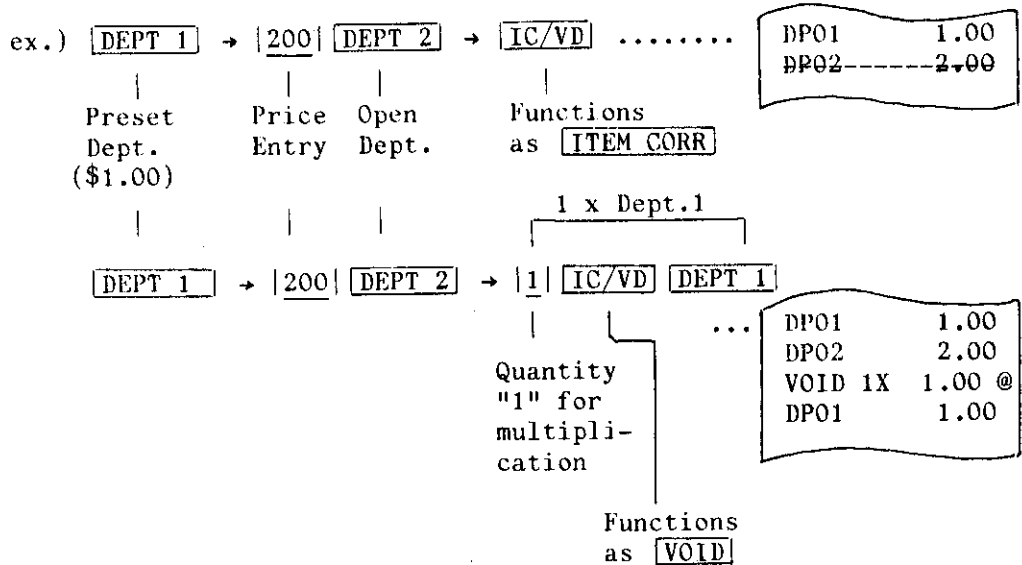 ex.) DEPT 1 → |200| DEPT 2 → IC/VD ........
DP01 1.00
DP02 2.00
Preset Price Open Functions
Dept. Entry Dept. as ITEM CORR
($1.00)
1 x Dept.1
DEPT 1 → |200| DEPT 2 → |1| IC/VD DEPT 1
...
DP01 1.00
DP02 2.00
VOID 1X 1.00 @
DP01 1.00
Quantity
"1" for
multipli-
cation
Functions
as VOID